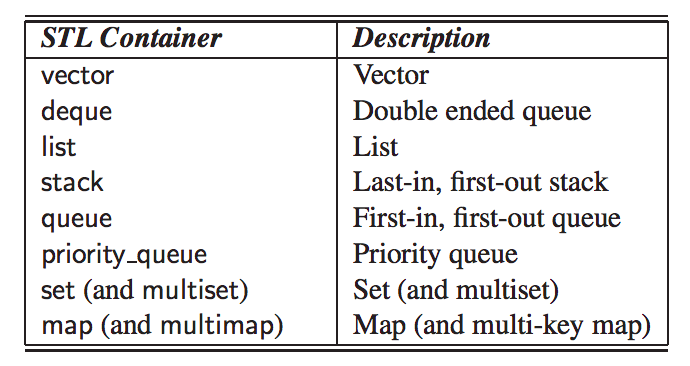 STL Container Description
vector Vector
deque Double ended queue
list List
stack Last-in, first-out stack
queue First-in, first-out queue
priority_queue Priority queue
set (and multiset) Set (and multiset)
map (and multimap) Map (and multi-key map)